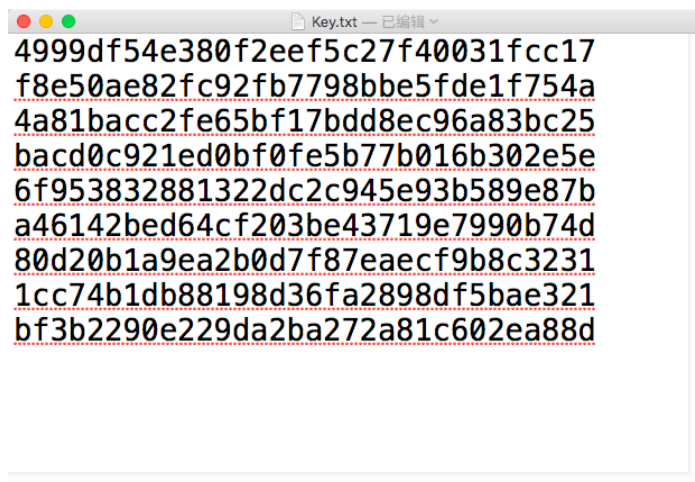 Key.txt — 已编辑
4999df54e380f2eef5c27f40031fcc17
f8e50ae82fc92fb7798bbe5fde1f754a
4a81bacc2fe65bf17bdd8ec96a83bc25
bacd0c921ed0bf0fe5b77b016b302e5e
6f953832881322dc2c945e93b589e87b
a46142bed64cf203be43719e7990b74d
80d20b1a9ea2b0d7f87eaecf9b8c3231
1cc74b1db88198d36fa2898df5bae321
bf3b2290e229da2ba272a81c602ea88d